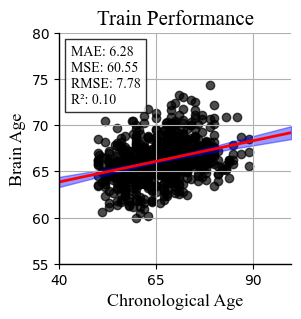 Train Performance
80
75
70
65
60
55
MAE: 6.28
MSE: 60.55
RMSE: 7.78
R²: 0.10
Brain Age
40
65
90
Chronological Age